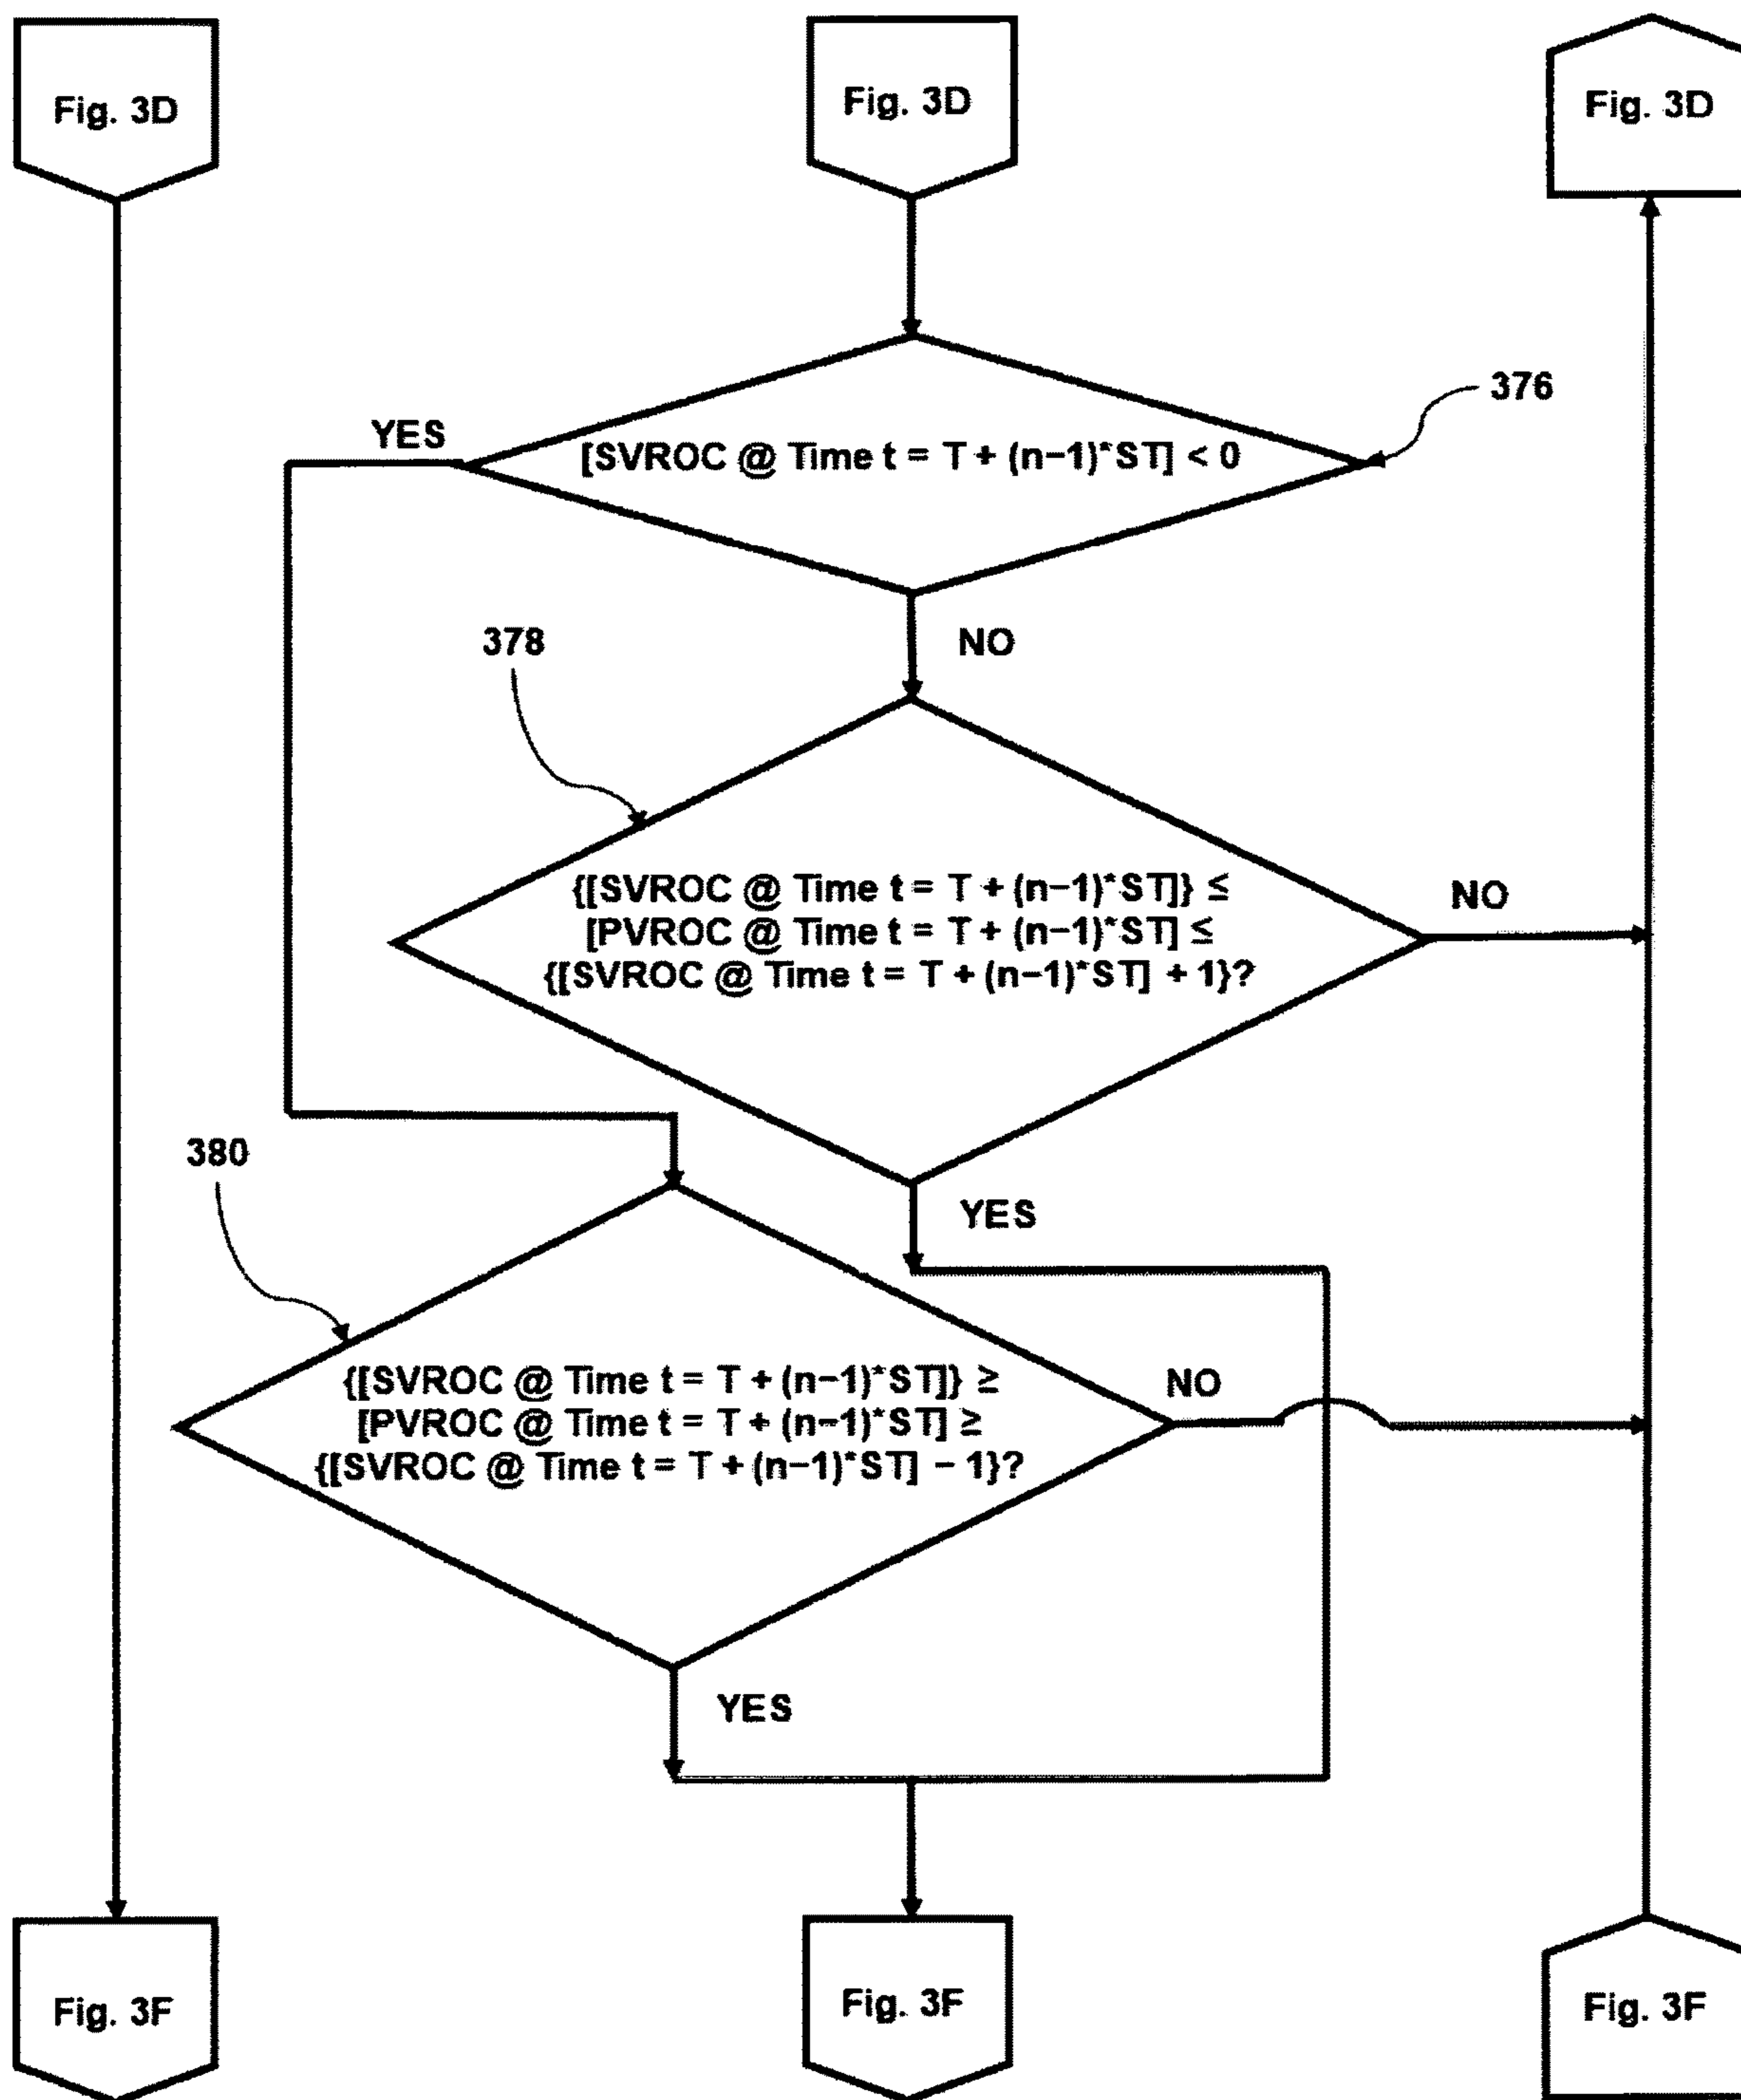 Fig. 3D
Fig. 3D
Fig. 3D
376
YES
[SVROC @ Time t = T + (n−1)*ST] < 0
378
NO
{[SVROC @ Time t = T + (n−1)*ST]} ≤
[PVROC @ Time t = T + (n−1)*ST] ≤
{[SVROC @ Time t = T + (n−1)*ST] + 1}?
NO
380
YES
{[SVROC @ Time t = T + (n−1)*ST]} ≥
[PVROC @ Time t = T + (n−1)*ST] ≥
{[SVROC @ Time t = T + (n−1)*ST] − 1}?
NO
YES
Fig. 3F
Fig. 3F
Fig. 3F